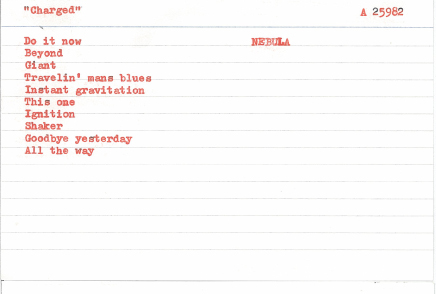 "Charged" A 25982
Do it now NEBULA
Beyond
Giant
Travelin' mans blues
Instant gravitation
This one
Ignition
Shaker
Goodbye yesterday
All the way